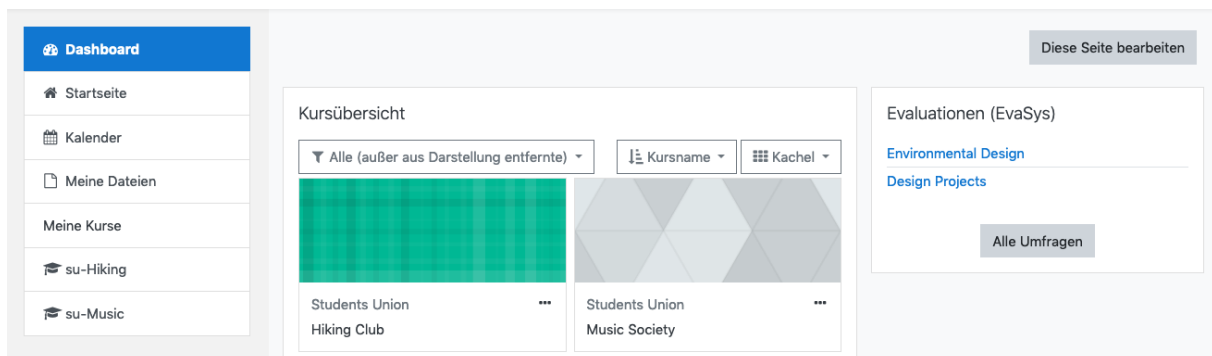 Dashboard
Startseite
Kalender
Meine Dateien
Meine Kurse
su-Hiking
su-Music
Diese Seite bearbeiten
Kursübersicht
Alle (außer aus Darstellung entfernte)
Kursname
Kachel
Students Union
Hiking Club
Students Union
Music Society
Evaluationen (EvaSys)
Environmental Design
Design Projects
Alle Umfragen